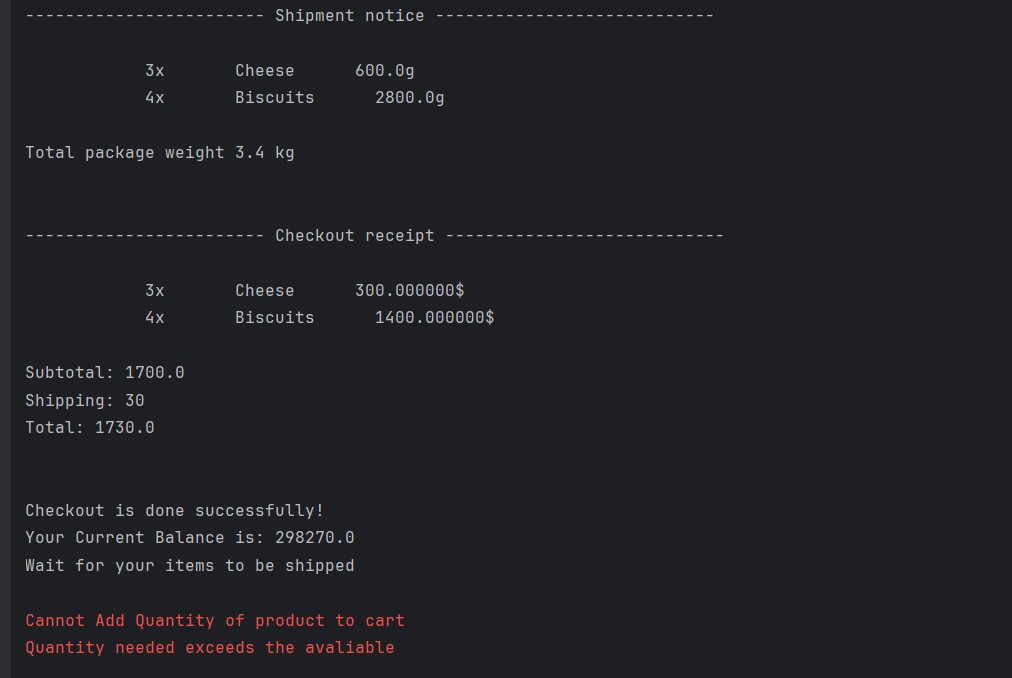 ------------------------ Shipment notice ----------------------------
3x Cheese 600.0g
4x Biscuits 2800.0g
Total package weight 3.4 kg
------------------------ Checkout receipt ----------------------------
3x Cheese 300.000000$
4x Biscuits 1400.000000$
Subtotal: 1700.0
Shipping: 30
Total: 1730.0
Checkout is done successfully!
Your Current Balance is: 298270.0
Wait for your items to be shipped
Cannot Add Quantity of product to cart
Quantity needed exceeds the avaliable